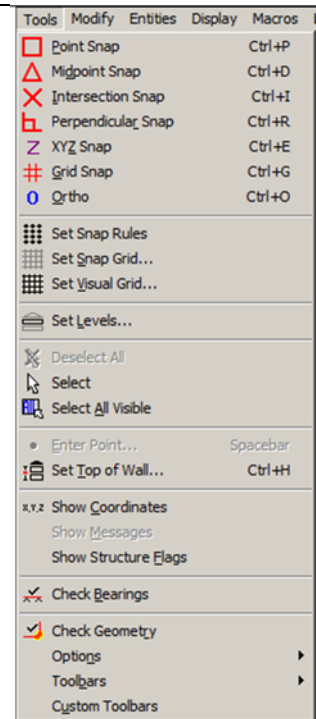 Tools Modify Entities Display Macros
Point Snap Ctrl+P
Midpoint Snap Ctrl+D
Intersection Snap Ctrl+I
Perpendicular Snap Ctrl+R
Z XYZ Snap Ctrl+E
Grid Snap Ctrl+G
0 Ortho Ctrl+O
Set Snap Rules
Set Snap Grid...
Set Visual Grid...
Set Levels...
Deselect All
Select
Select All Visible
Enter Point... Spacebar
Set Top of Wall... Ctrl+H
X,Y,Z Show Coordinates
Show Messages
Show Structure Flags
Check Bearings
Check Geometry
Options
Toolbars
Custom Toolbars